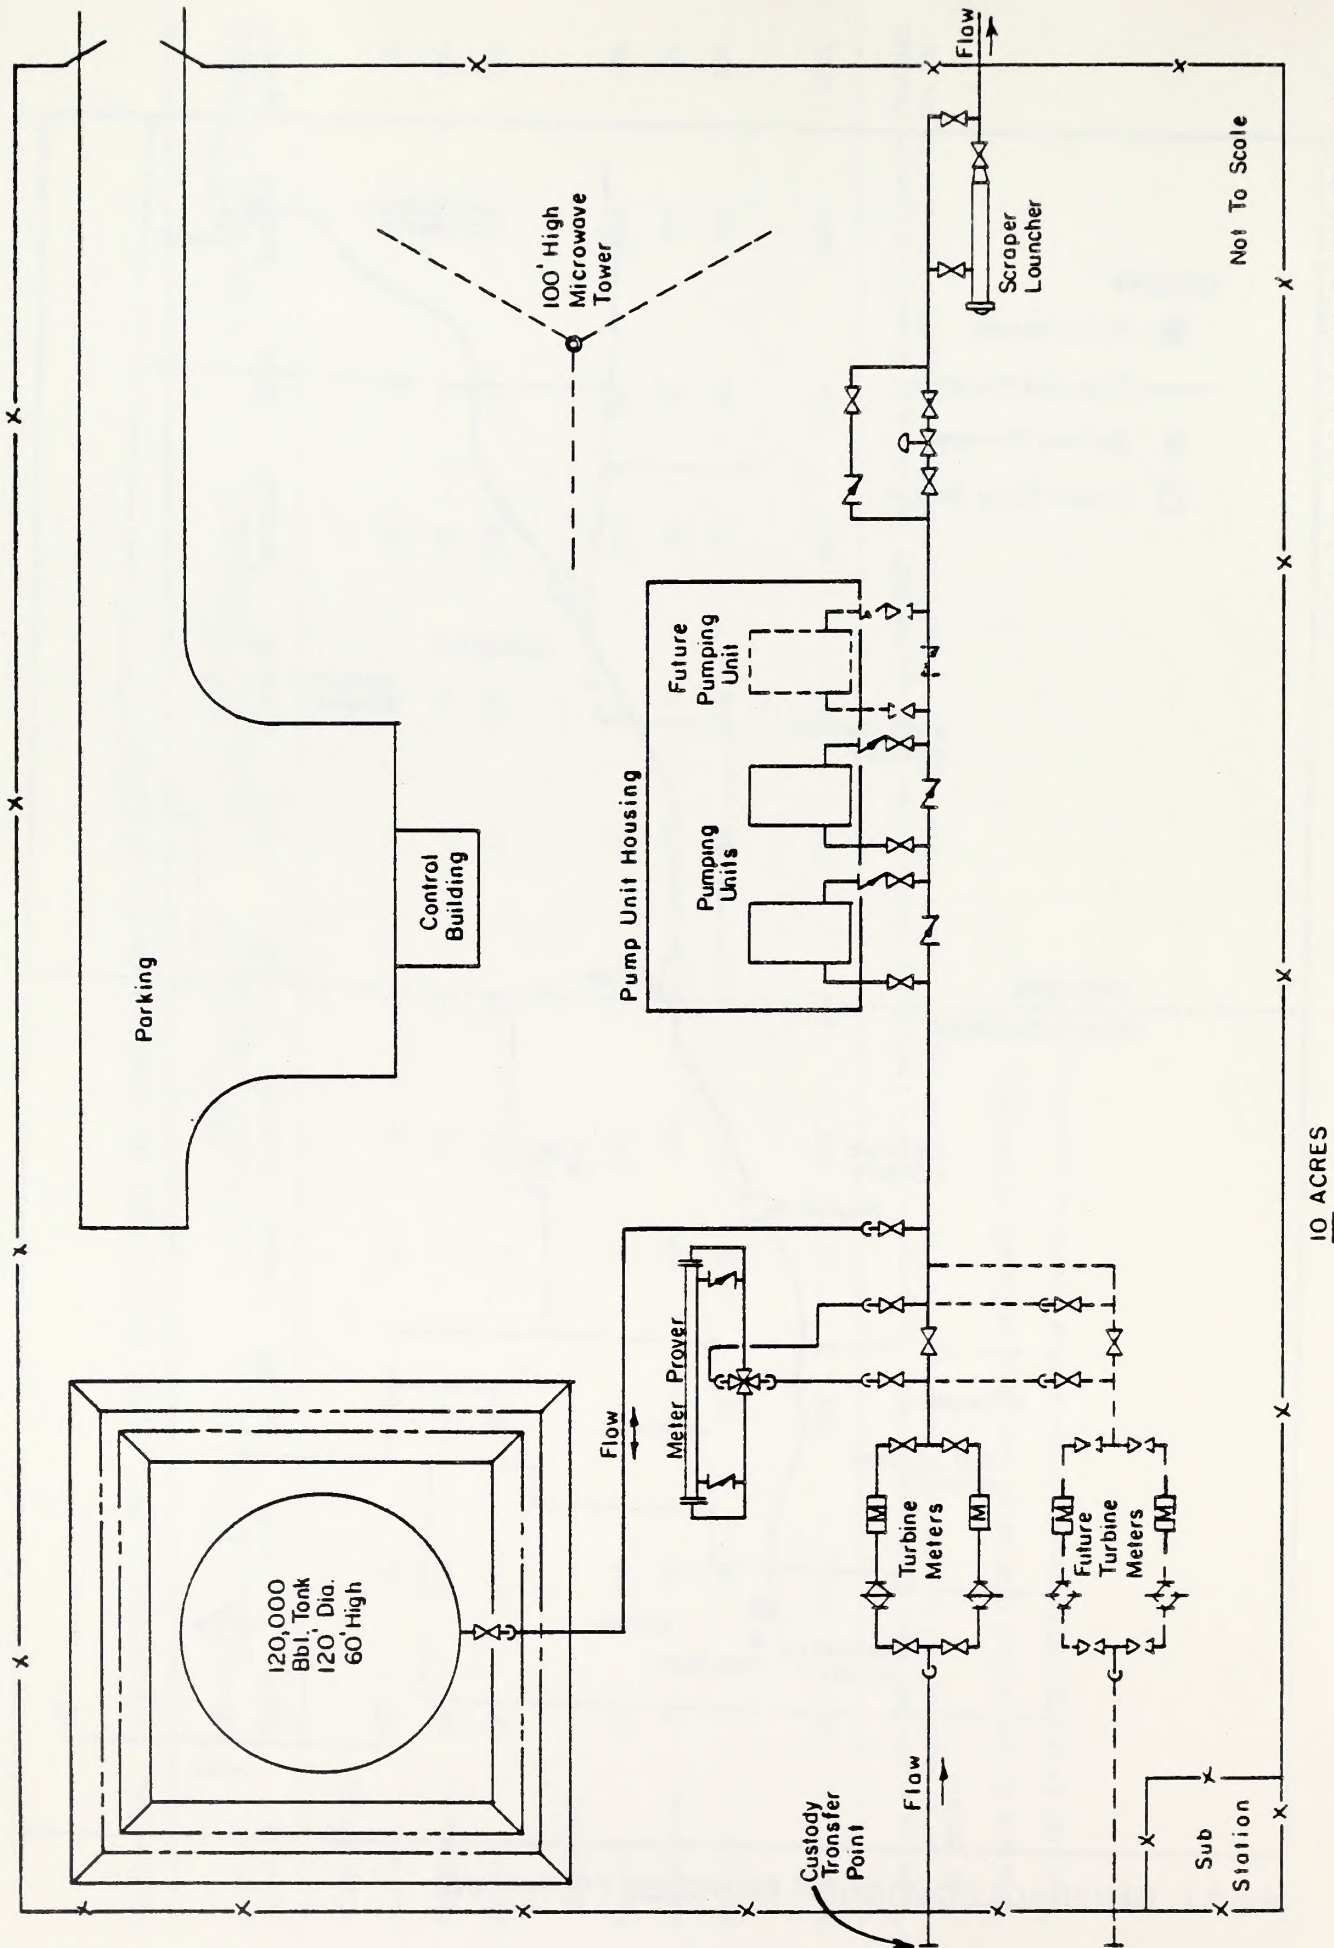 Flow
Parking
100' High
Microwave
Tower
Control
Building
Pump Unit Housing
Future
Pumping
Unit
Pumping
Units
Scraper
Launcher
Not To Scale
120,000
Bbl. Tank
120' Dia.
60' High
Flow
Meter Prover
M
Turbine
Meters
M
M
Future
Turbine
Meters
M
Custody
Transfer
Point
Flow
Sub
Station
10 ACRES